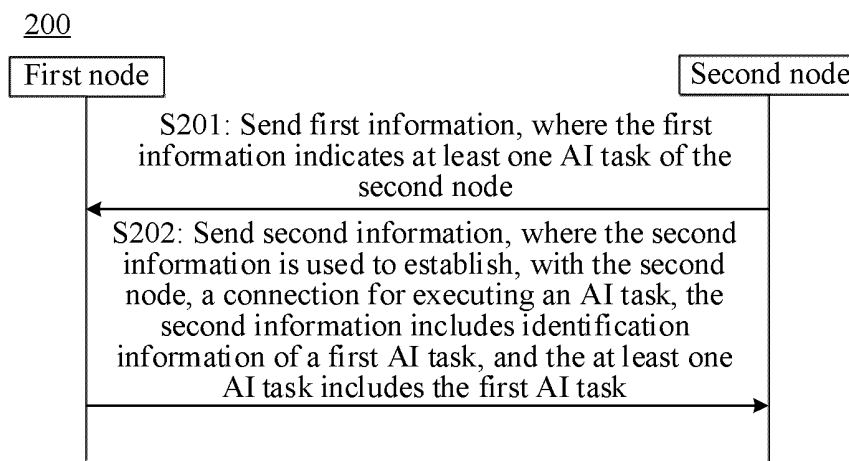 200
First node
Second node
S201: Send first information, where the first
information indicates at least one AI task of the
second node
S202: Send second information, where the second
information is used to establish, with the second
node, a connection for executing an AI task, the
second information includes identification
information of a first AI task, and the at least one
AI task includes the first AI task